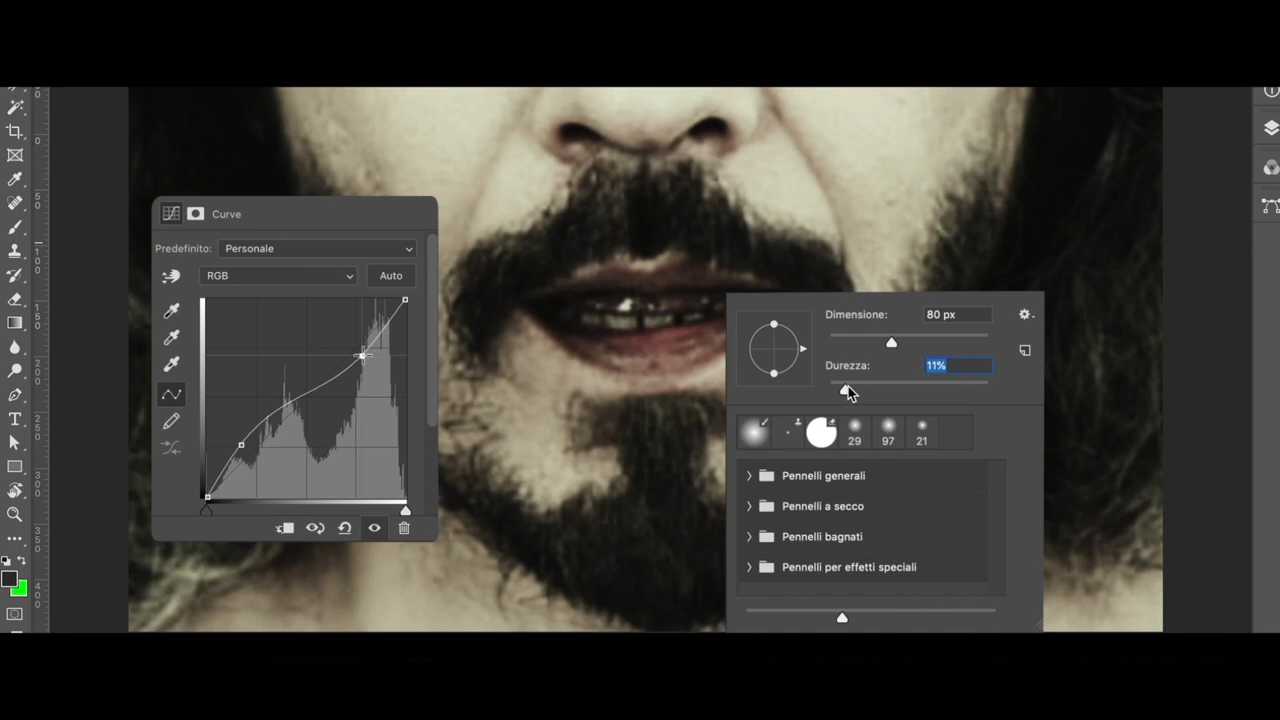 Curve
Predefinito: Personale
RGB Auto
Dimensione: 80 px
Durezza: 11%
29 97 21
Pennelli generali
Pennelli a secco
Pennelli bagnati
Pennelli per effetti speciali